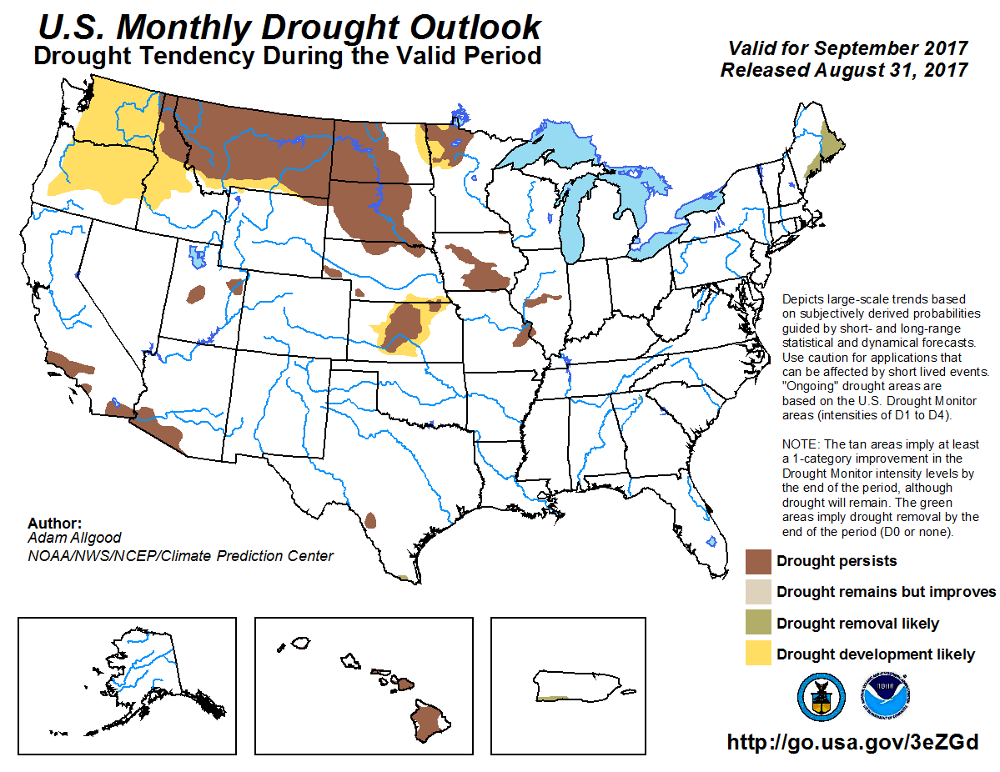 U.S. Monthly Drought Outlook
Drought Tendency During the Valid Period
Valid for September 2017
Released August 31, 2017
Depicts large-scale trends based
on subjectively derived probabilities
guided by short- and long-range
statistical and dynamical forecasts.
Use caution for applications that
can be affected by short lived events.
"Ongoing" drought areas are
based on the U.S. Drought Monitor
areas (intensities of D1 to D4).
NOTE: The tan areas imply at least
a 1-category improvement in the
Drought Monitor intensity levels by
the end of the period, although
drought will remain. The green
areas imply drought removal by the
end of the period (D0 or none).
Author:
Adam Allgood
NOAA/NWS/NCEP/Climate Prediction Center
Drought persists
Drought remains but improves
Drought removal likely
Drought development likely
http://go.usa.gov/3eZGd